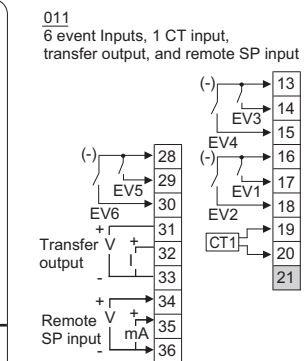 011
6 event Inputs, 1 CT input,
transfer output, and remote SP input
(-)
13
14
EV3
15
EV4
(-)
16
17
EV1
18
EV2
19
CT1
20
21
(-)
28
29
EV5
30
EV6
+
31
Transfer V
+
32
output
I
-
33
+
34
Remote V
+
35
SP input
mA
-
36